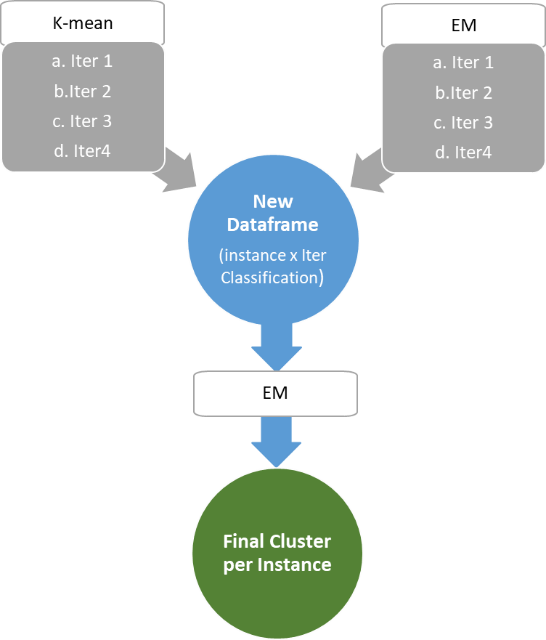 K-mean
a. Iter 1
b.Iter 2
c. Iter 3
d. Iter4
EM
a. Iter 1
b.Iter 2
c. Iter 3
d. Iter4
New
Dataframe
(instance x Iter
Classification)
EM
Final Cluster
per Instance